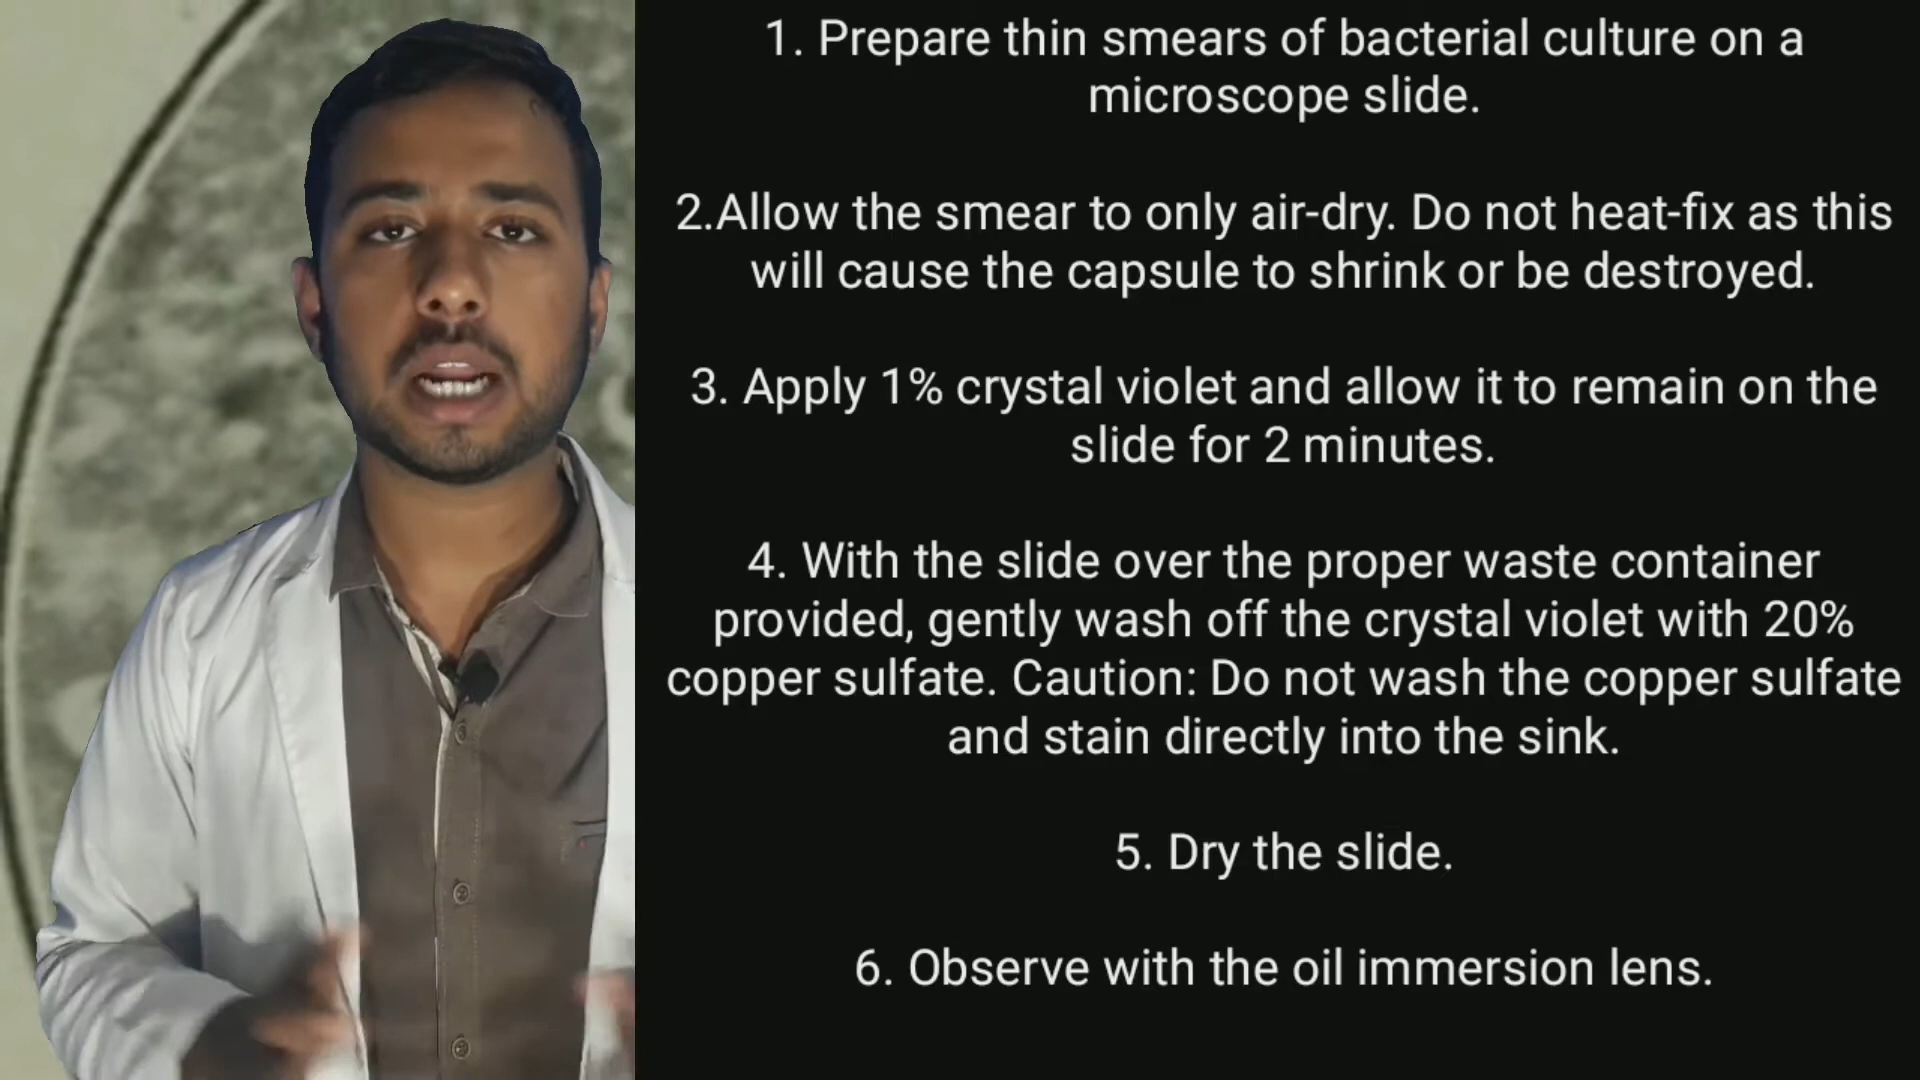 1. Prepare thin smears of bacterial culture on a
microscope slide.
2.Allow the smear to only air-dry. Do not heat-fix as this
will cause the capsule to shrink or be destroyed.
3. Apply 1% crystal violet and allow it to remain on the
slide for 2 minutes.
4. With the slide over the proper waste container
provided, gently wash off the crystal violet with 20%
copper sulfate. Caution: Do not wash the copper sulfate
and stain directly into the sink.
5. Dry the slide.
6. Observe with the oil immersion lens.